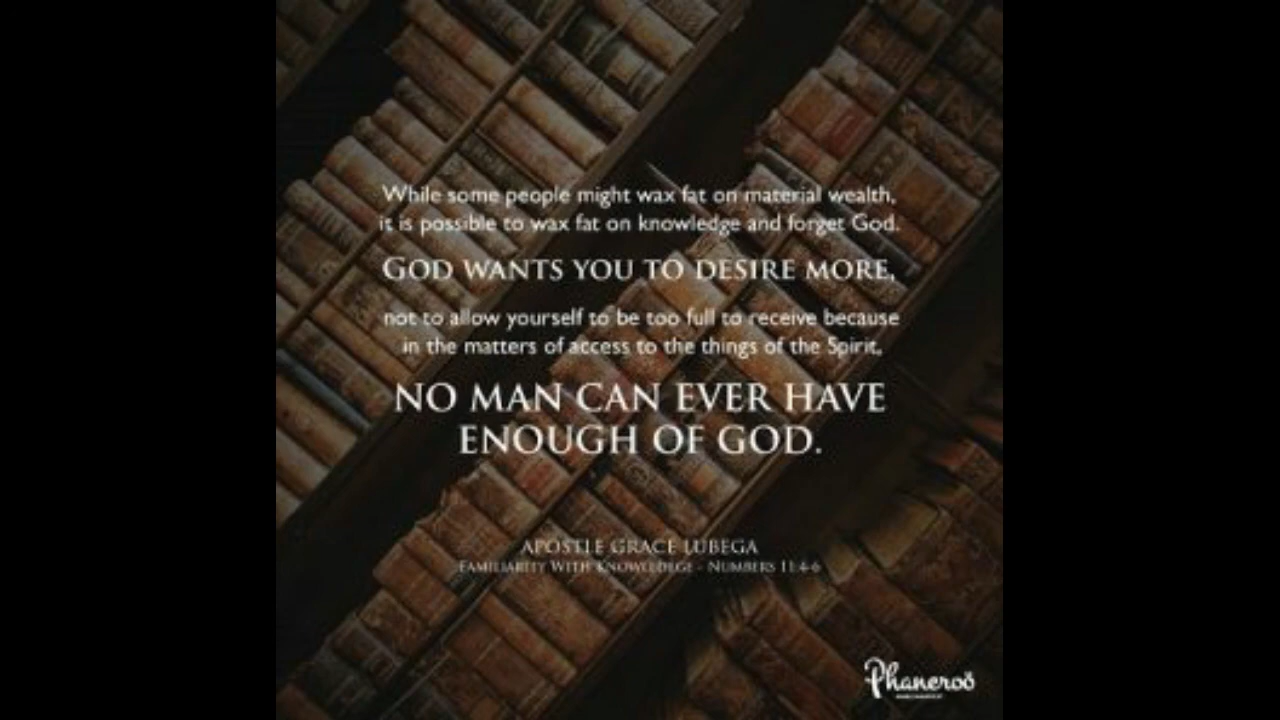 While some people might wax fat on material wealth,
it is possible to wax fat on knowledge and forget God.
GOD WANTS YOU TO DESIRE MORE,
not to allow yourself to be too full to receive because
in the matters of access to the things of the Spirit,
NO MAN CAN EVER HAVE
ENOUGH OF GOD.
APOSTLE GRACE LUBEGA
FAMILIARITY WITH KNOWLEDEGE - NUMBERS 11:4-6
Phaneroō